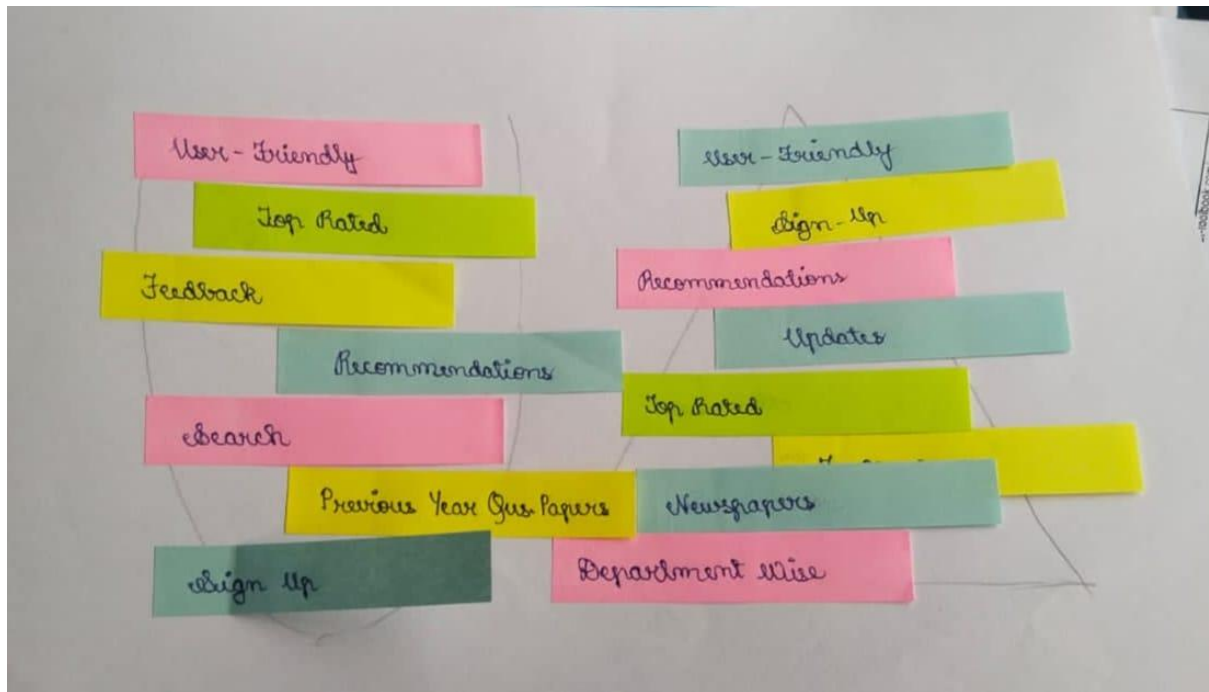 User-Friendly
Top Rated
Feedback
Recommendations
Search
Previous Year Qus. Papers
Sign Up
User-Friendly
Sign-Up
Recommendations
Updates
Top Rated
Newspapers
Department Wise